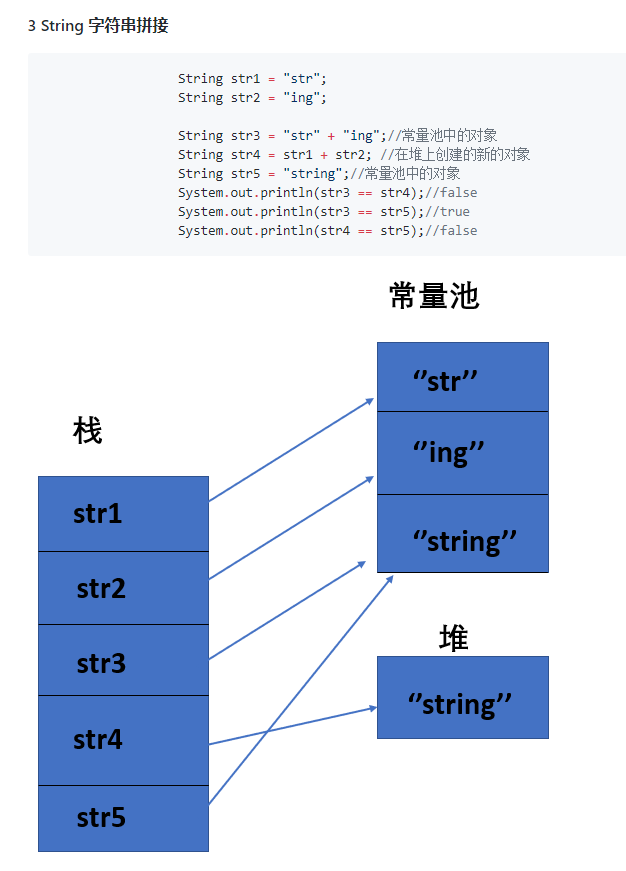 3 String 字符串拼接
String str1 = "str";
String str2 = "ing";
String str3 = "str" + "ing";//常量池中的对象
String str4 = str1 + str2; //在堆上创建的新的对象
String str5 = "string";//常量池中的对象
System.out.println(str3 == str4);//false
System.out.println(str3 == str5);//true
System.out.println(str4 == str5);//false
常量池
‘’str’’
‘’ing’’
‘’string’’
栈
str1
str2
str3
str4
str5
堆
‘’string’’